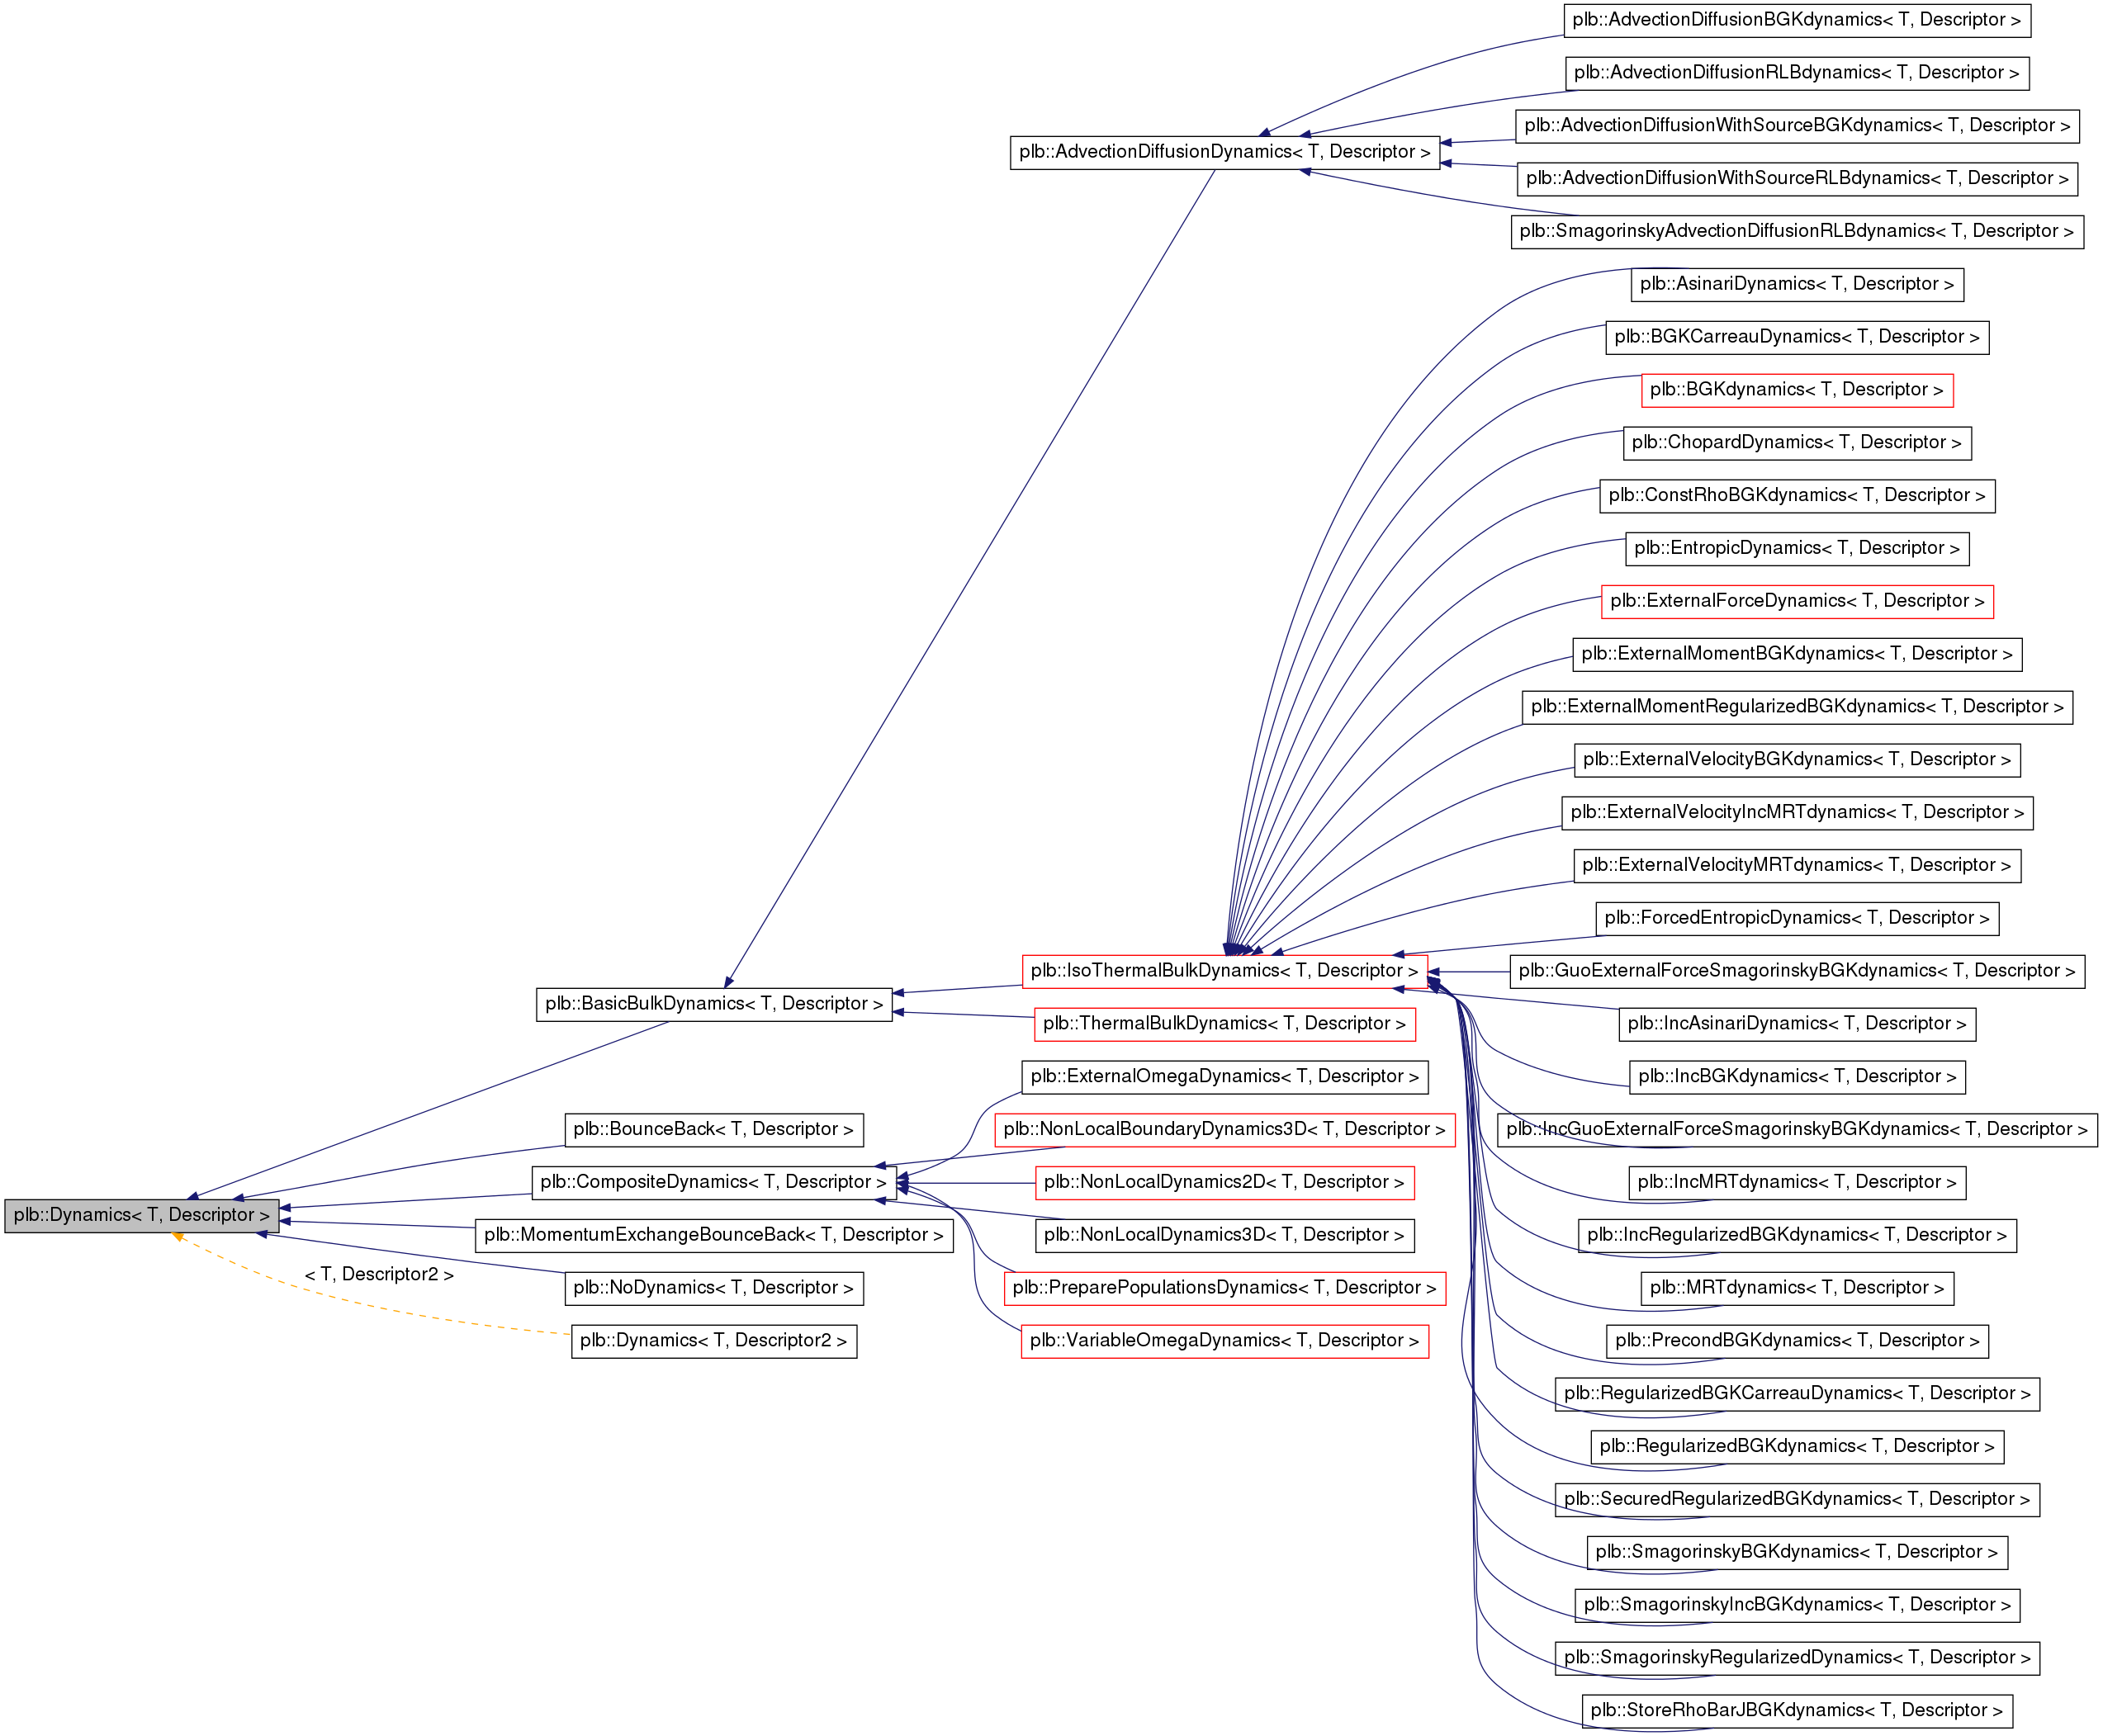 plb::AdvectionDiffusionBGKdynamics< T, Descriptor >
plb::AdvectionDiffusionRLBdynamics< T, Descriptor >
plb::AdvectionDiffusionWithSourceBGKdynamics< T, Descriptor >
plb::AdvectionDiffusionDynamics< T, Descriptor >
plb::AdvectionDiffusionWithSourceRLBdynamics< T, Descriptor >
plb::SmagorinskyAdvectionDiffusionRLBdynamics< T, Descriptor >
plb::AsinariDynamics< T, Descriptor >
plb::BGKCarreauDynamics< T, Descriptor >
plb::BGKdynamics< T, Descriptor >
plb::ChopardDynamics< T, Descriptor >
plb::ConstRhoBGKdynamics< T, Descriptor >
plb::EntropicDynamics< T, Descriptor >
plb::ExternalForceDynamics< T, Descriptor >
plb::ExternalMomentBGKdynamics< T, Descriptor >
plb::ExternalMomentRegularizedBGKdynamics< T, Descriptor >
plb::ExternalVelocityBGKdynamics< T, Descriptor >
plb::ExternalVelocityIncMRTdynamics< T, Descriptor >
plb::ExternalVelocityMRTdynamics< T, Descriptor >
plb::ForcedEntropicDynamics< T, Descriptor >
plb::IsoThermalBulkDynamics< T, Descriptor >
plb::GuoExternalForceSmagorinskyBGKdynamics< T, Descriptor >
plb::BasicBulkDynamics< T, Descriptor >
plb::ThermalBulkDynamics< T, Descriptor >
plb::IncAsinariDynamics< T, Descriptor >
plb::ExternalOmegaDynamics< T, Descriptor >
plb::IncBGKdynamics< T, Descriptor >
plb::BounceBack< T, Descriptor >
plb::NonLocalBoundaryDynamics3D< T, Descriptor >
plb::IncGuoExternalForceSmagorinskyBGKdynamics< T, Descriptor >
plb::CompositeDynamics< T, Descriptor >
plb::NonLocalDynamics2D< T, Descriptor >
plb::IncMRTdynamics< T, Descriptor >
plb::Dynamics< T, Descriptor >
plb::MomentumExchangeBounceBack< T, Descriptor >
plb::NonLocalDynamics3D< T, Descriptor >
plb::IncRegularizedBGKdynamics< T, Descriptor >
< T, Descriptor2 >
plb::NoDynamics< T, Descriptor >
plb::PreparePopulationsDynamics< T, Descriptor >
plb::MRTdynamics< T, Descriptor >
plb::Dynamics< T, Descriptor2 >
plb::VariableOmegaDynamics< T, Descriptor >
plb::PrecondBGKdynamics< T, Descriptor >
plb::RegularizedBGKCarreauDynamics< T, Descriptor >
plb::RegularizedBGKdynamics< T, Descriptor >
plb::SecuredRegularizedBGKdynamics< T, Descriptor >
plb::SmagorinskyBGKdynamics< T, Descriptor >
plb::SmagorinskyIncBGKdynamics< T, Descriptor >
plb::SmagorinskyRegularizedDynamics< T, Descriptor >
plb::StoreRhoBarJBGKdynamics< T, Descriptor >